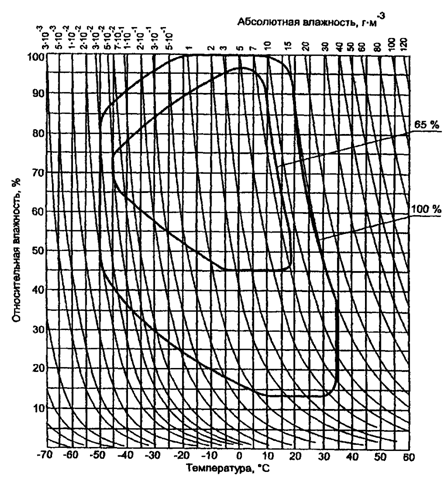 Абсолютная влажность, г·м⁻³
3·10⁻³ 5·10⁻³ 1·10⁻² 2·10⁻² 3·10⁻² 5·10⁻² 7·10⁻² 1·10⁻¹ 2·10⁻¹ 3·10⁻¹ 5·10⁻¹ 1 2 3 5 7 10 15 20 25 30 40 50 60 80 100 120
100
90
80
70
60
50
40
30
20
10
Относительная влажность, %
65 %
100 %
-70 -60 -50 -40 -30 -20 -10 0 10 20 30 40 50 60
Температура, °С